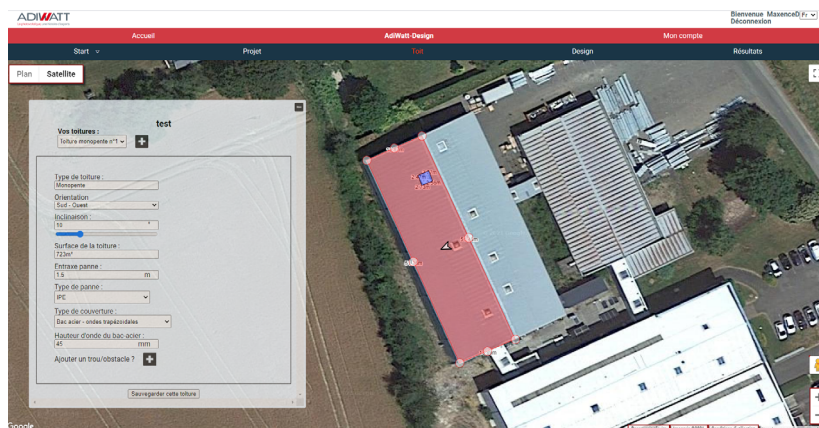 ADIWATT
Bienvenue MaxenceD Fr
Déconnexion
Accueil
AdiWatt-Design
Mon compte
Start
Projet
Toit
Design
Résultats
Plan
Satellite
test
Vos toitures :
Toiture monopente n°1
Type de toiture :
Monopente
Orientation
Sud - Ouest
Inclinaison :
10 °
Surface de la toiture :
723m²
Entraxe panne :
1.5 m
Type de panne :
IPE
Type de couverture :
Bac acier - ondes trapézoïdales
Hauteur d'onde du bac-acier :
45 mm
Ajouter un trou/obstacle ?
Sauvegarder cette toiture
Google